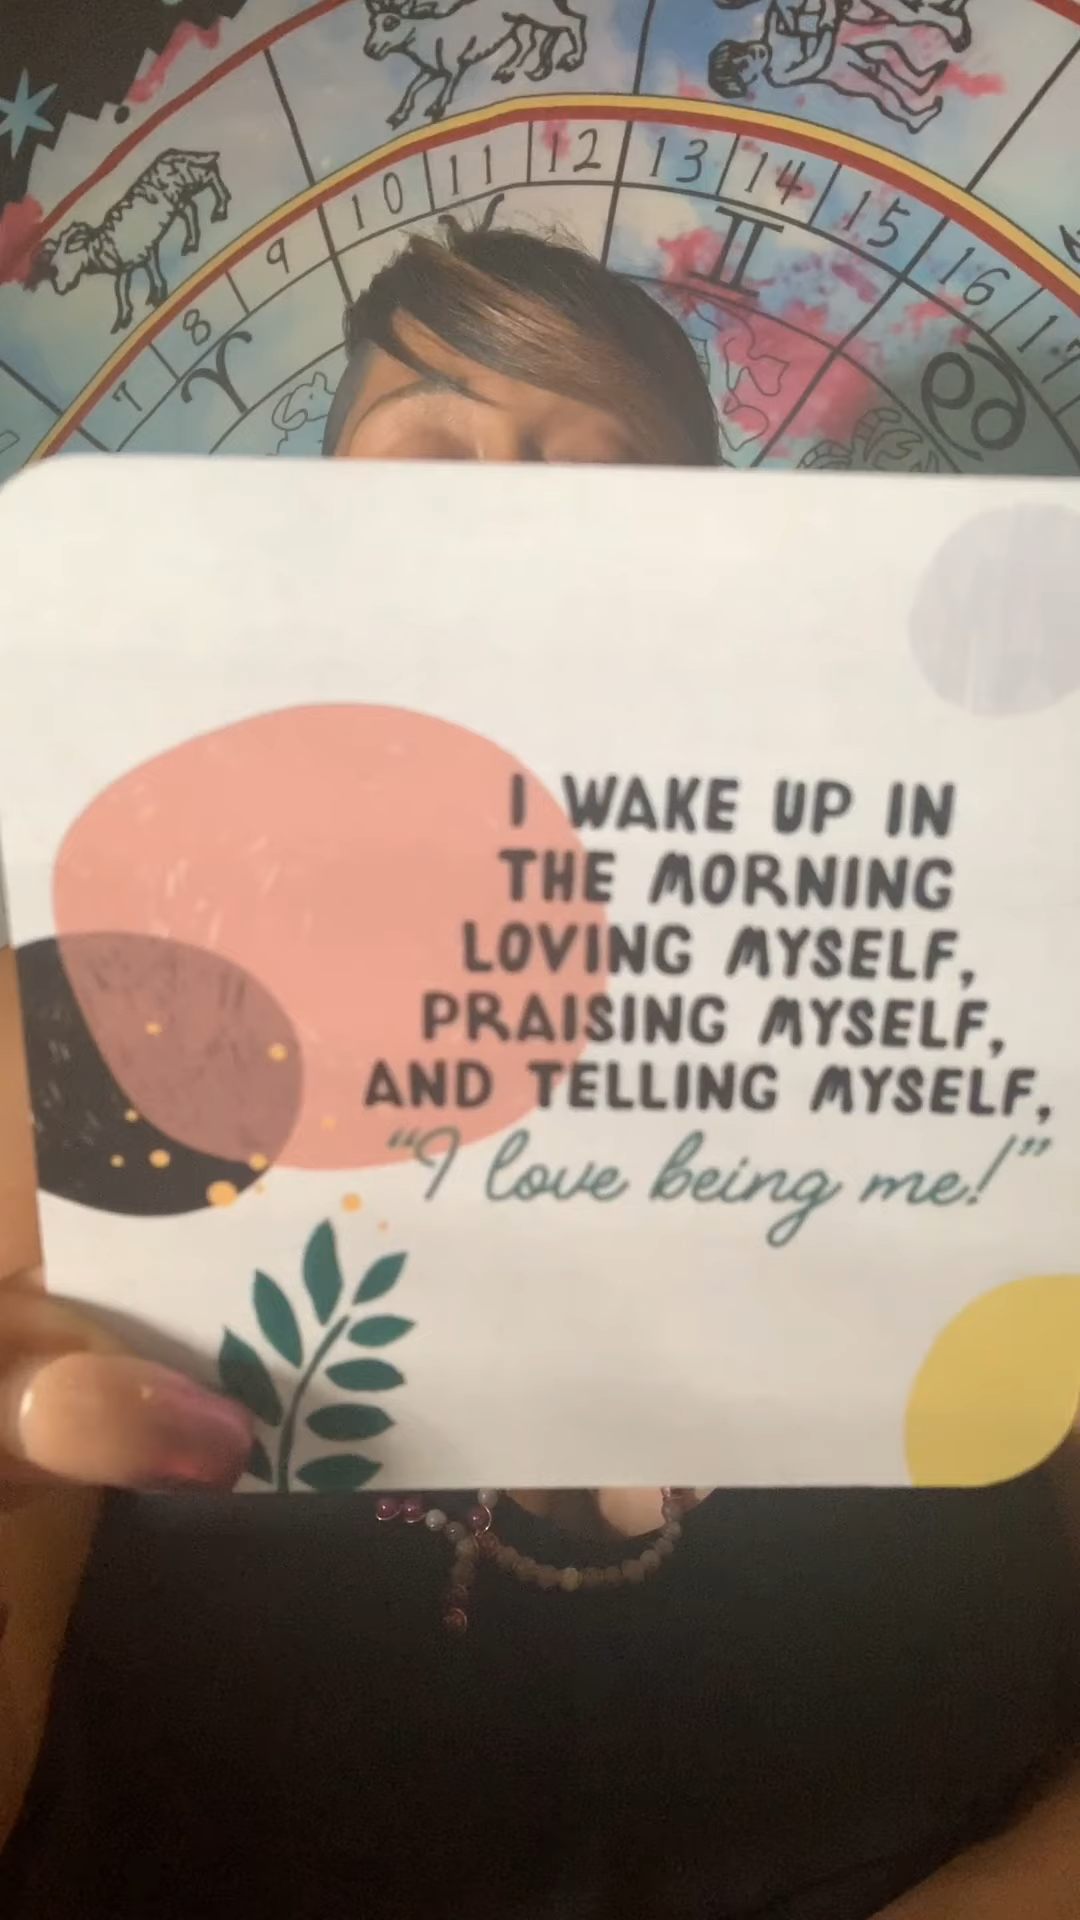 7 8 9 10 11 12 13 14 15 16 17
♈ ♊ ♋
I WAKE UP IN
THE MORNING
LOVING MYSELF,
PRAISING MYSELF,
AND TELLING MYSELF,
"I love being me!"